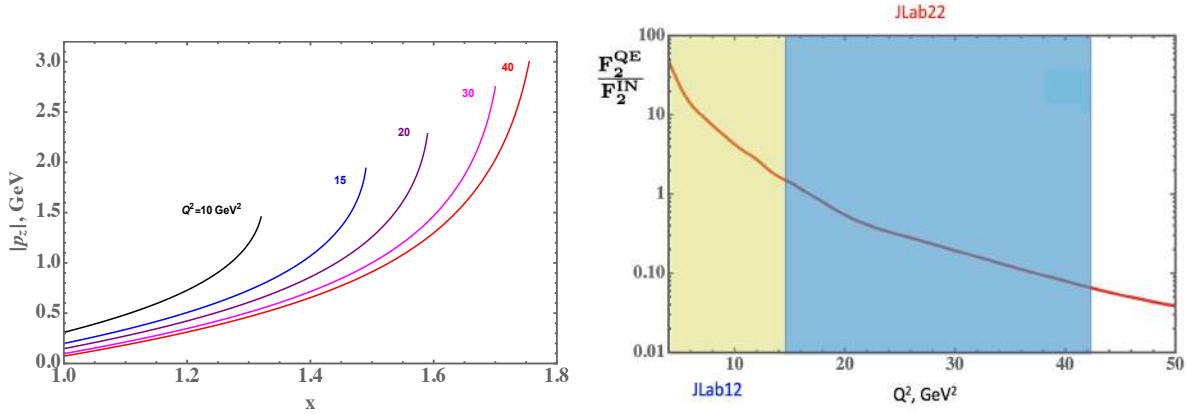 3.0
2.5
2.0
1.5
1.0
0.5
0.0
|p_z|, GeV
40
30
20
15
Q²=10 GeV²
1.0 1.2 1.4 1.6 1.8
x
JLab22
100
10
1
0.10
0.01
F₂^QE
F₂^IN
10 20 30 40 50
JLab12
Q², GeV²